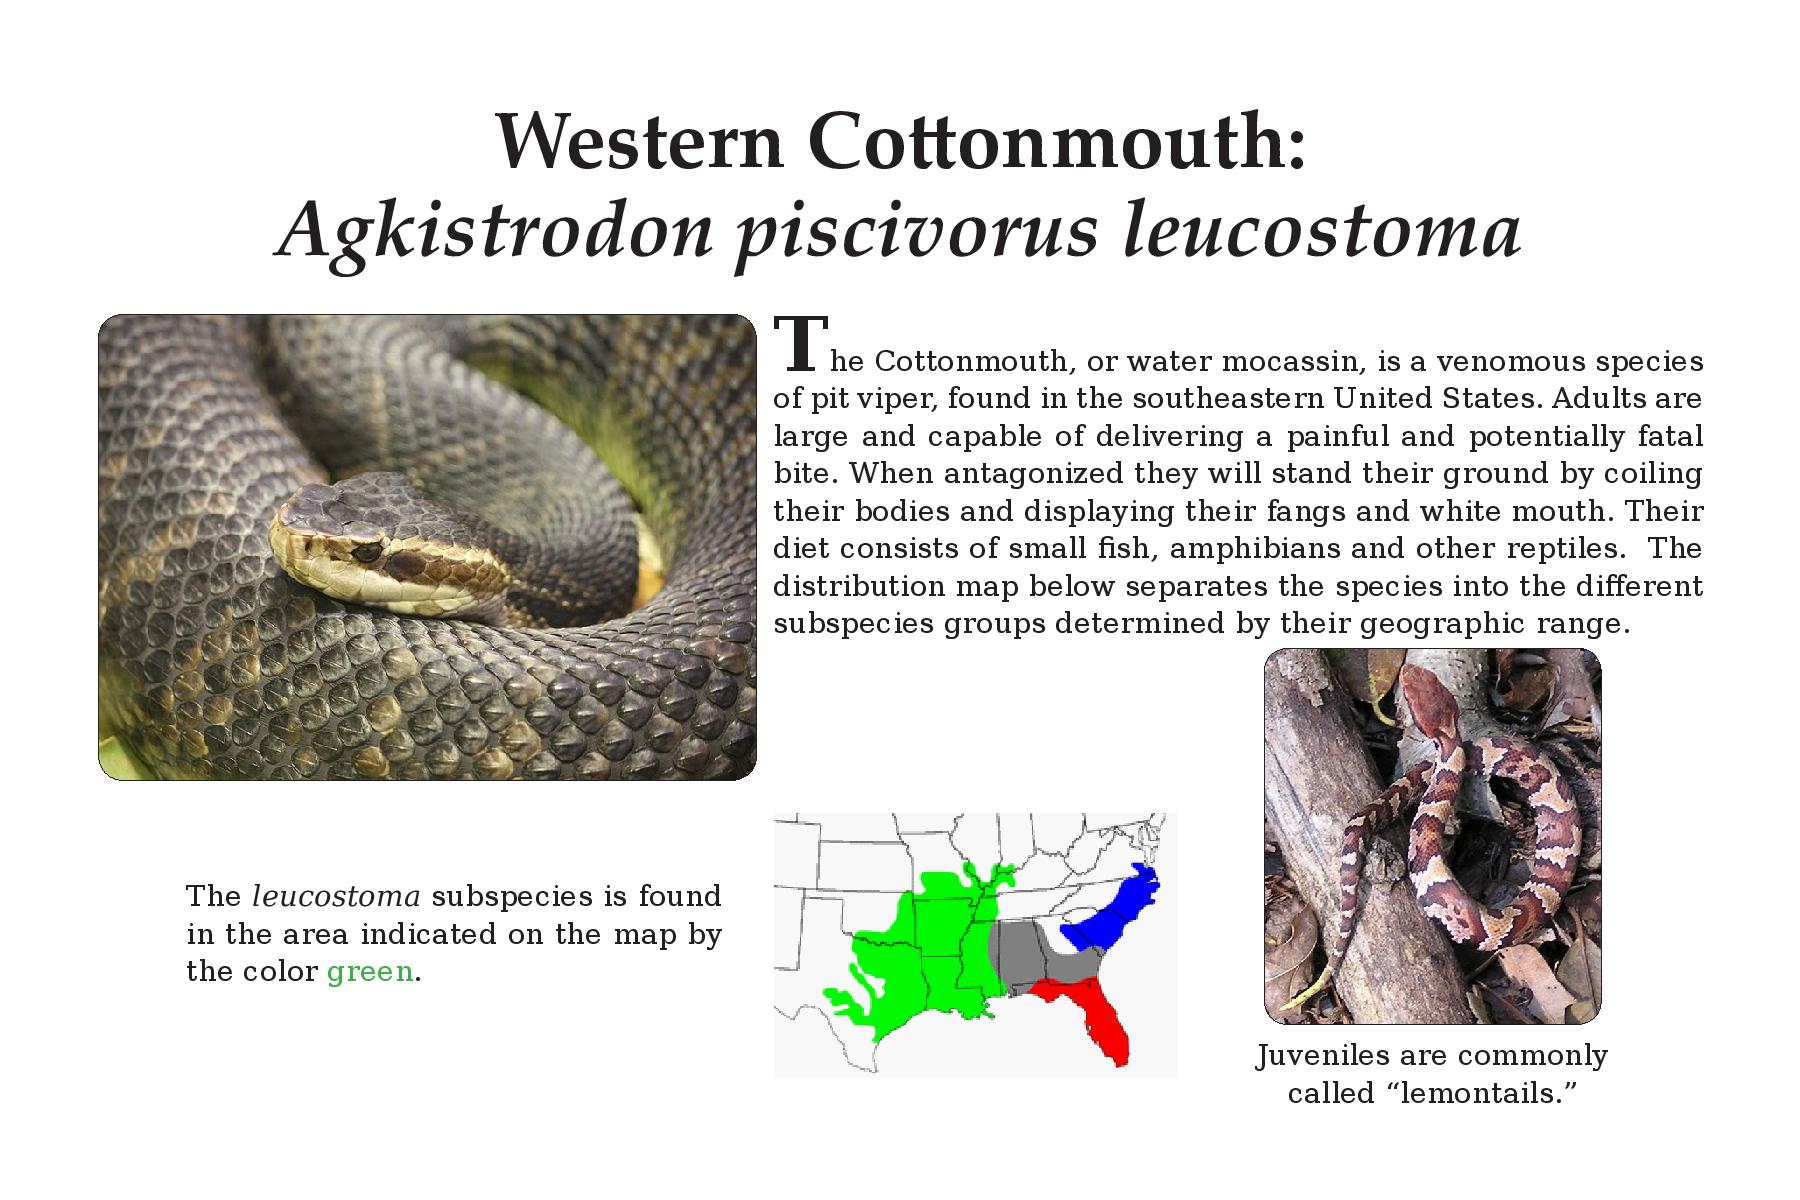 Western Cottonmouth:
Agkistrodon piscivorus leucostoma
The Cottonmouth, or water mocassin, is a venomous species
of pit viper, found in the southeastern United States. Adults are
large and capable of delivering a painful and potentially fatal
bite. When antagonized they will stand their ground by coiling
their bodies and displaying their fangs and white mouth. Their
diet consists of small fish, amphibians and other reptiles. The
distribution map below separates the species into the different
subspecies groups determined by their geographic range.
The leucostoma subspecies is found
in the area indicated on the map by
the color green.
Juveniles are commonly
called “lemontails.”